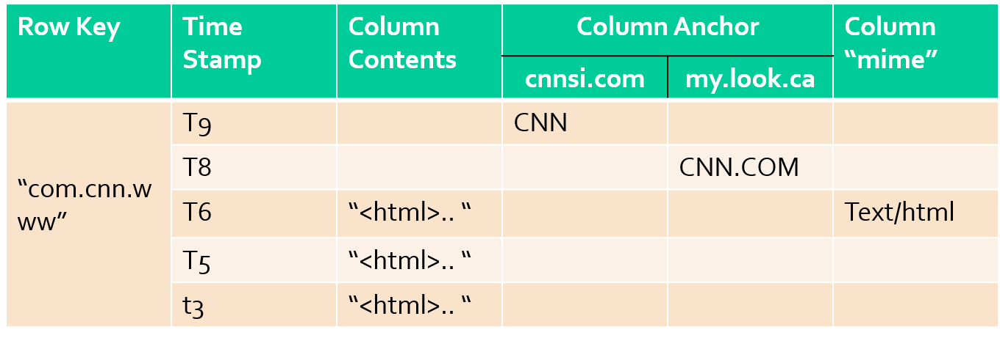 Row Key
Time
Stamp
Column
Contents
Column Anchor
Column
“mime”
cnnsi.com
my.look.ca
“com.cnn.w
ww”
T9
CNN
T8
CNN.COM
T6
“<html>.. “
Text/html
T5
“<html>.. “
t3
“<html>.. “